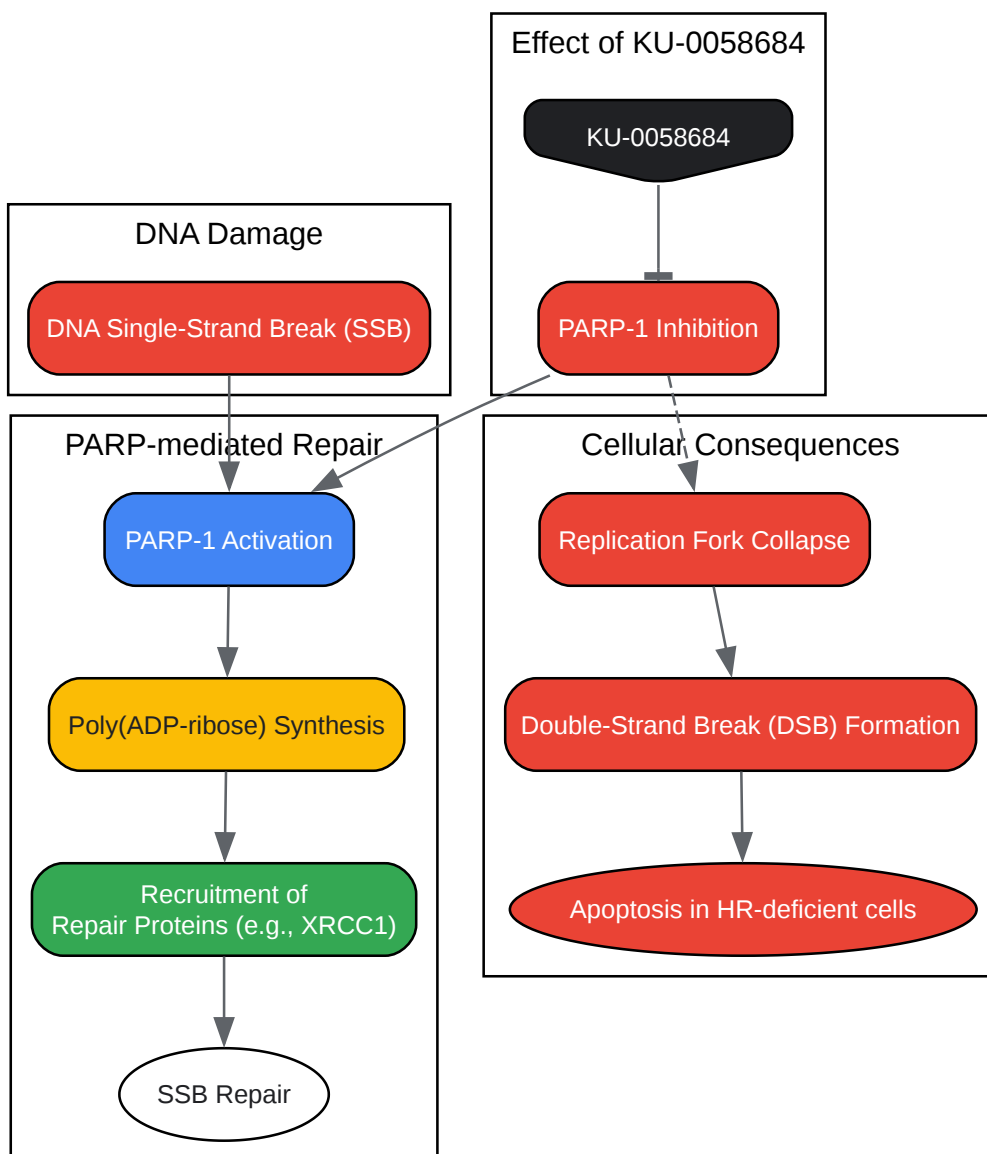 Effect of KU-0058684
KU-0058684
DNA Damage
DNA Single-Strand Break (SSB)
PARP-1 Inhibition
PARP-mediated Repair
PARP-1 Activation
Poly(ADP-ribose) Synthesis
Recruitment of
Repair Proteins (e.g., XRCC1)
SSB Repair
Cellular Consequences
Replication Fork Collapse
Double-Strand Break (DSB) Formation
Apoptosis in HR-deficient cells